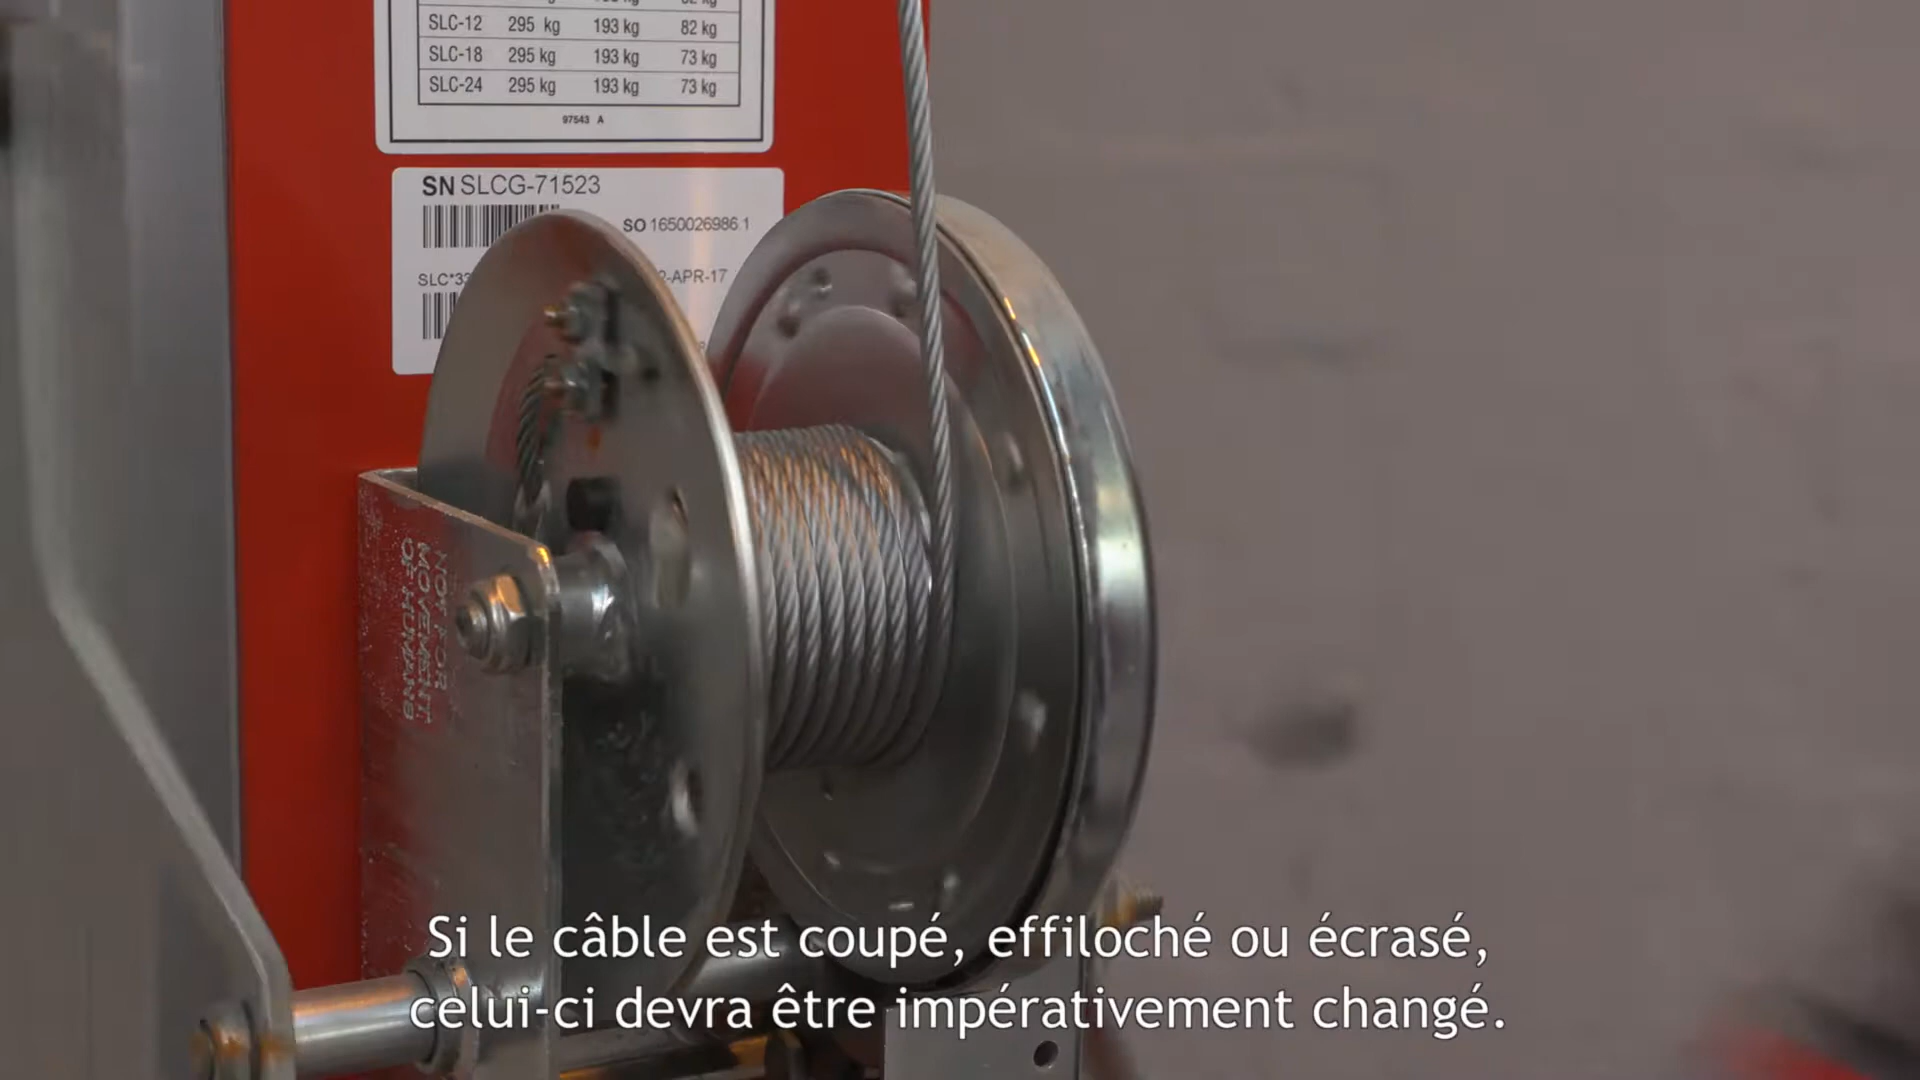 SLC-12 295 kg 193 kg 82 kg
SLC-18 295 kg 193 kg 73 kg
SLC-24 295 kg 193 kg 73 kg
97543 A
SN SLCG-71523
SO 1650026986.1
SLC*33
-APR-17
NOT FOR
MOVEMENT
OF HUMANS
Si le câble est coupé, effiloché ou écrasé,
celui-ci devra être impérativement changé.